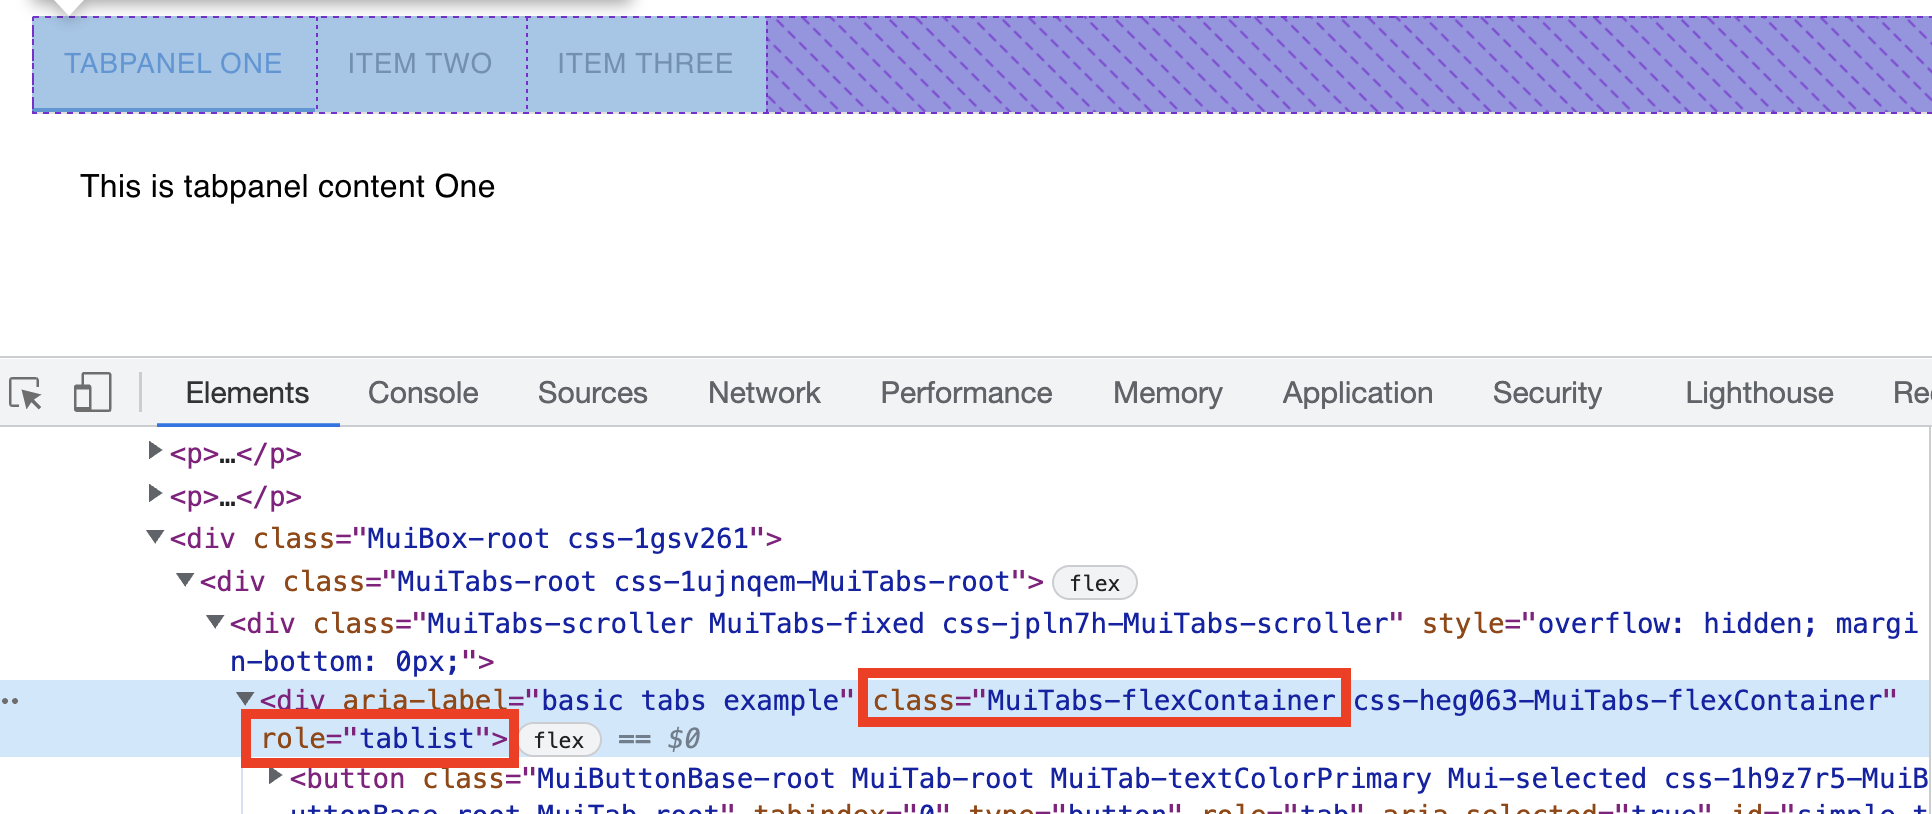 TABPANEL ONE ITEM TWO ITEM THREE
This is tabpanel content One
Elements Console Sources Network Performance Memory Application Security Lighthouse Re
<p>…</p>
<p>…</p>
<div class="MuiBox-root css-1gsv261">
<div class="MuiTabs-root css-1ujnqem-MuiTabs-root"> flex
<div class="MuiTabs-scroller MuiTabs-fixed css-jpln7h-MuiTabs-scroller" style="overflow: hidden; margi
n-bottom: 0px;">
<div aria-label="basic tabs example" class="MuiTabs-flexContainer css-heg063-MuiTabs-flexContainer"
role="tablist"> flex == $0
<button class="MuiButtonBase-root MuiTab-root MuiTab-textColorPrimary Mui-selected css-1h9z7r5-MuiB
uttonBase-root-MuiTab-root" tabindex="0" type="button" role="tab" aria-selected="true" id="simple-t